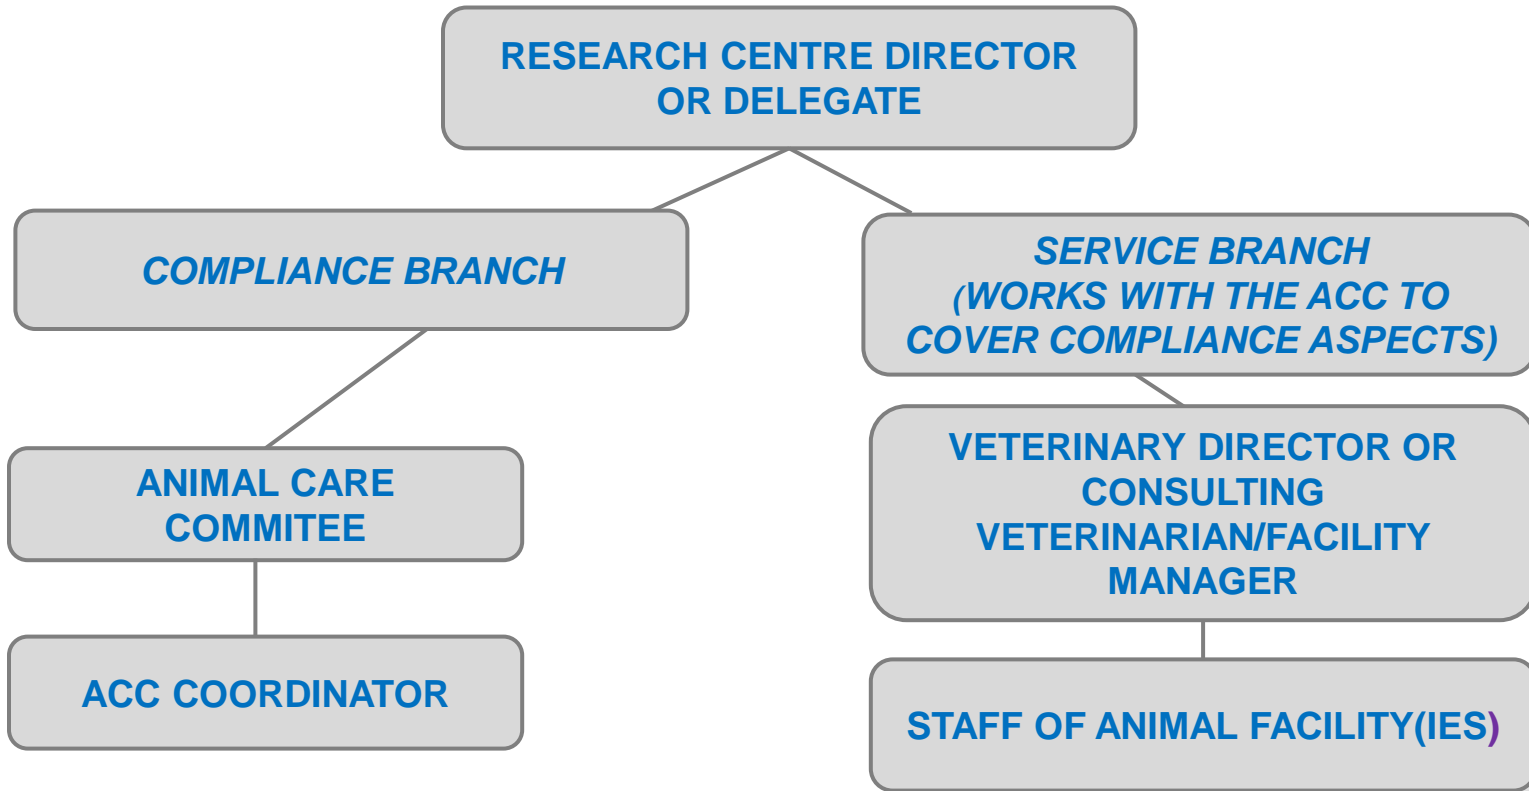 RESEARCH CENTRE DIRECTOR
OR DELEGATE
COMPLIANCE BRANCH
SERVICE BRANCH
(WORKS WITH THE ACC TO
COVER COMPLIANCE ASPECTS)
ANIMAL CARE
COMMITEE
VETERINARY DIRECTOR OR
CONSULTING
VETERINARIAN/FACILITY
MANAGER
ACC COORDINATOR
STAFF OF ANIMAL FACILITY(IES)